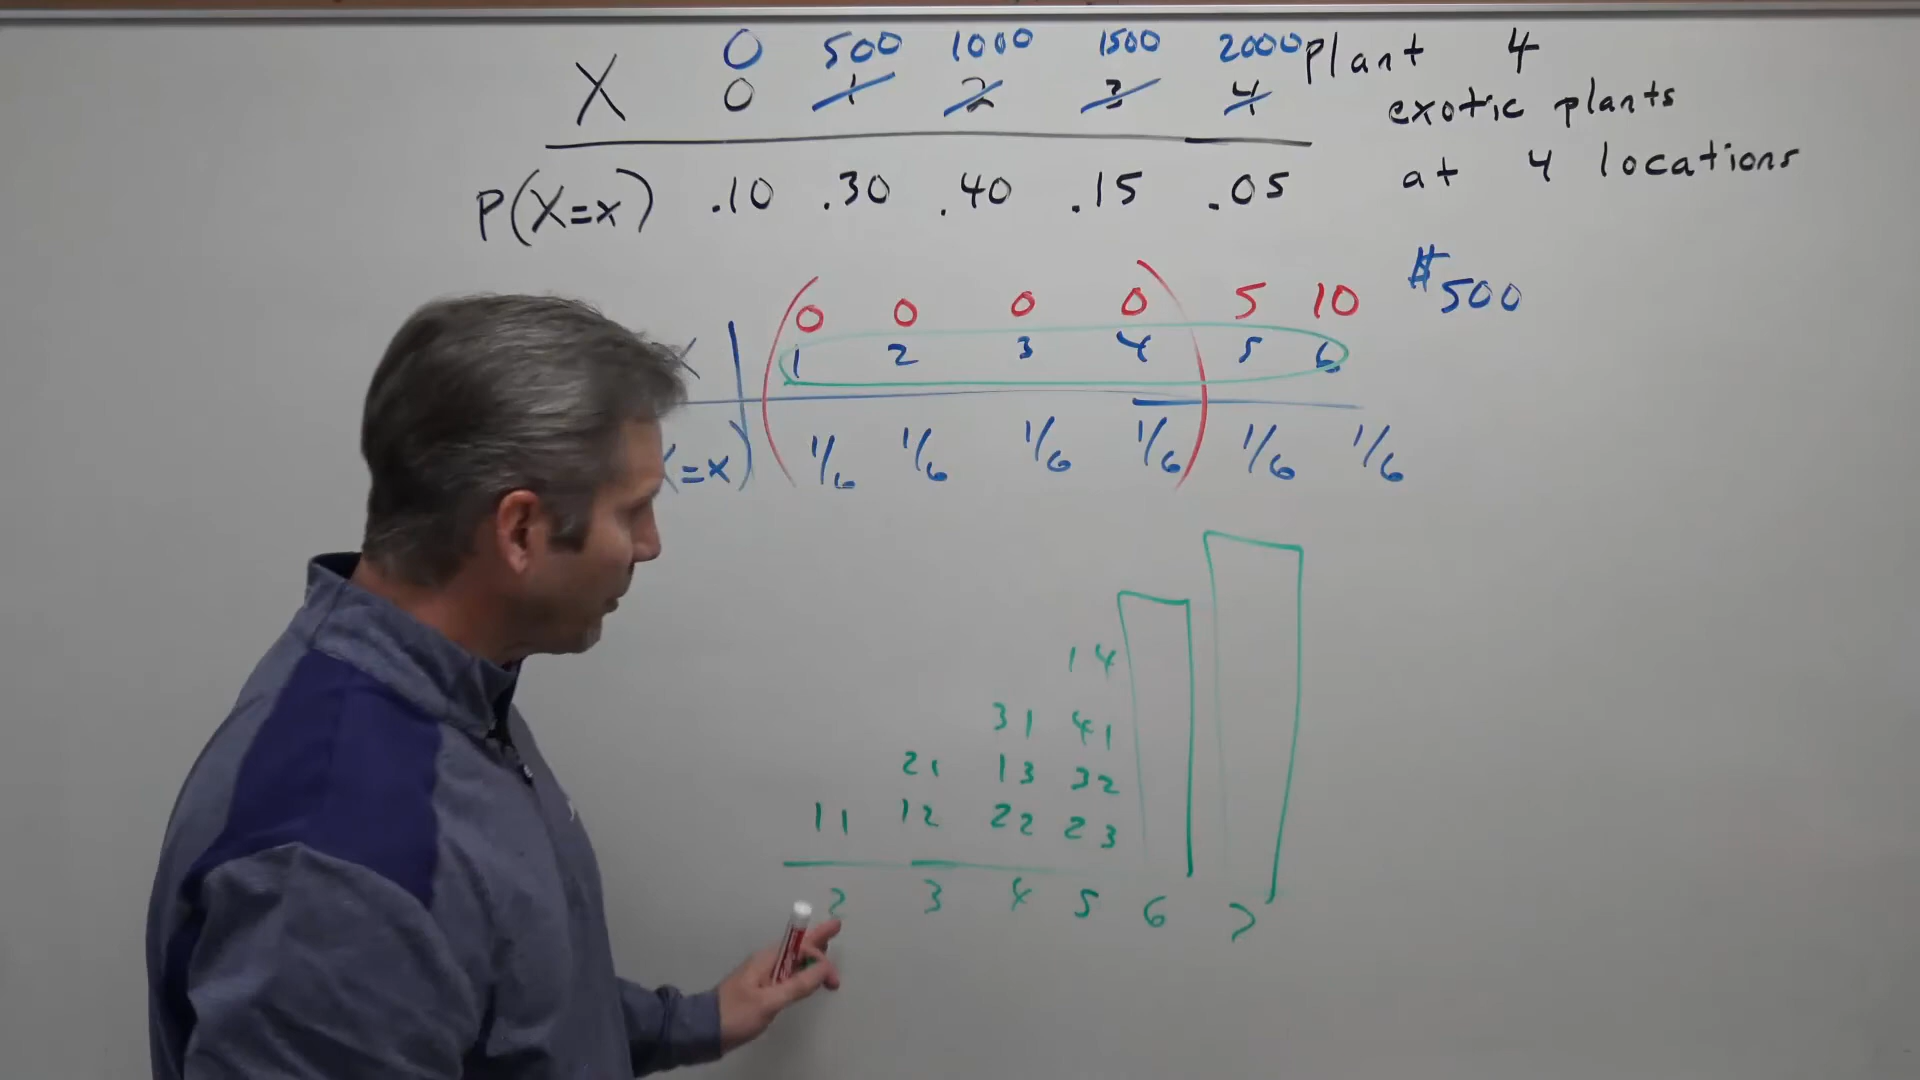 0 500 1000 1500 2000 plant 4
X 0 1 2 3 4 exotic plants
P(X=x) .10 .30 .40 .15 .05 at 4 locations
0 0 0 0 5 10 $500
X 1 2 3 4 5 6
(=x) 1/6 1/6 1/6 1/6 1/6 1/6
14
31 41
21 13 32
11 12 22 23
2 3 4 5 6 7